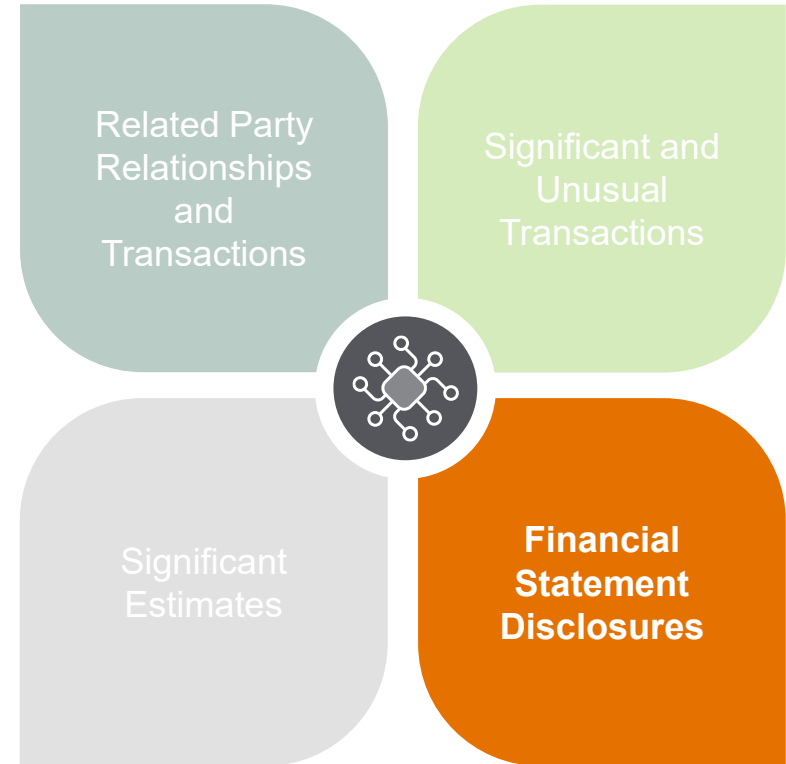 Related Party
Relationships
and
Transactions
Significant and
Unusual
Transactions
Significant
Estimates
Financial
Statement
Disclosures